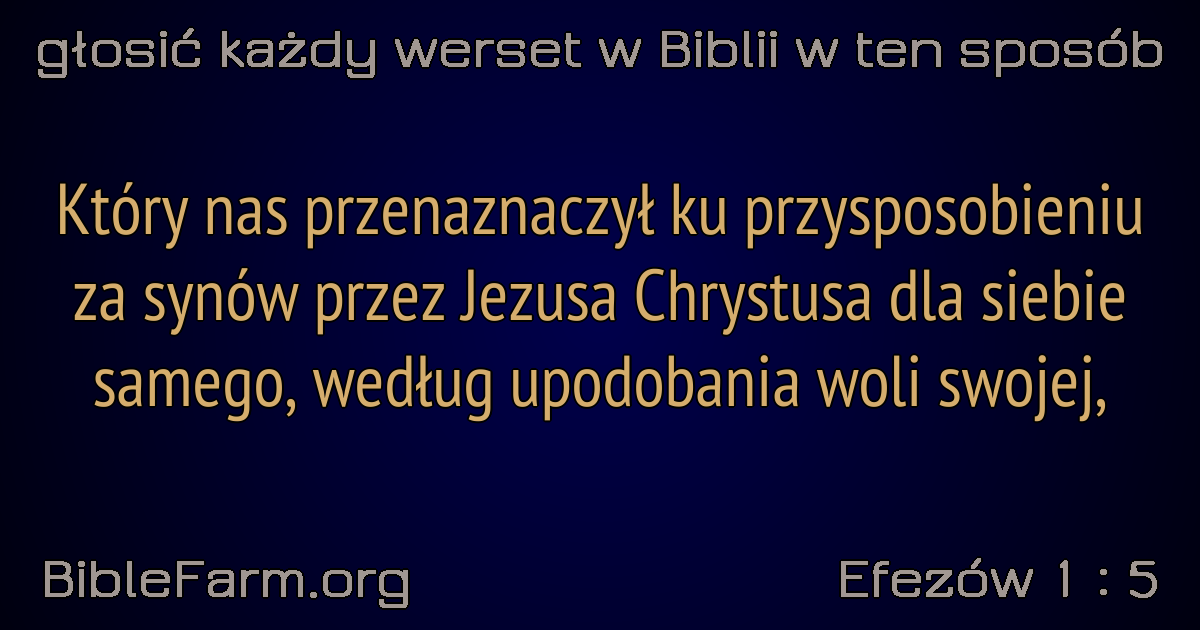 głosić każdy werset w Biblii w ten sposób
Który nas przenaznaczył ku przysposobieniu
za synów przez Jezusa Chrystusa dla siebie
samego, według upodobania woli swojej,
BibleFarm.org
Efezów 1 : 5